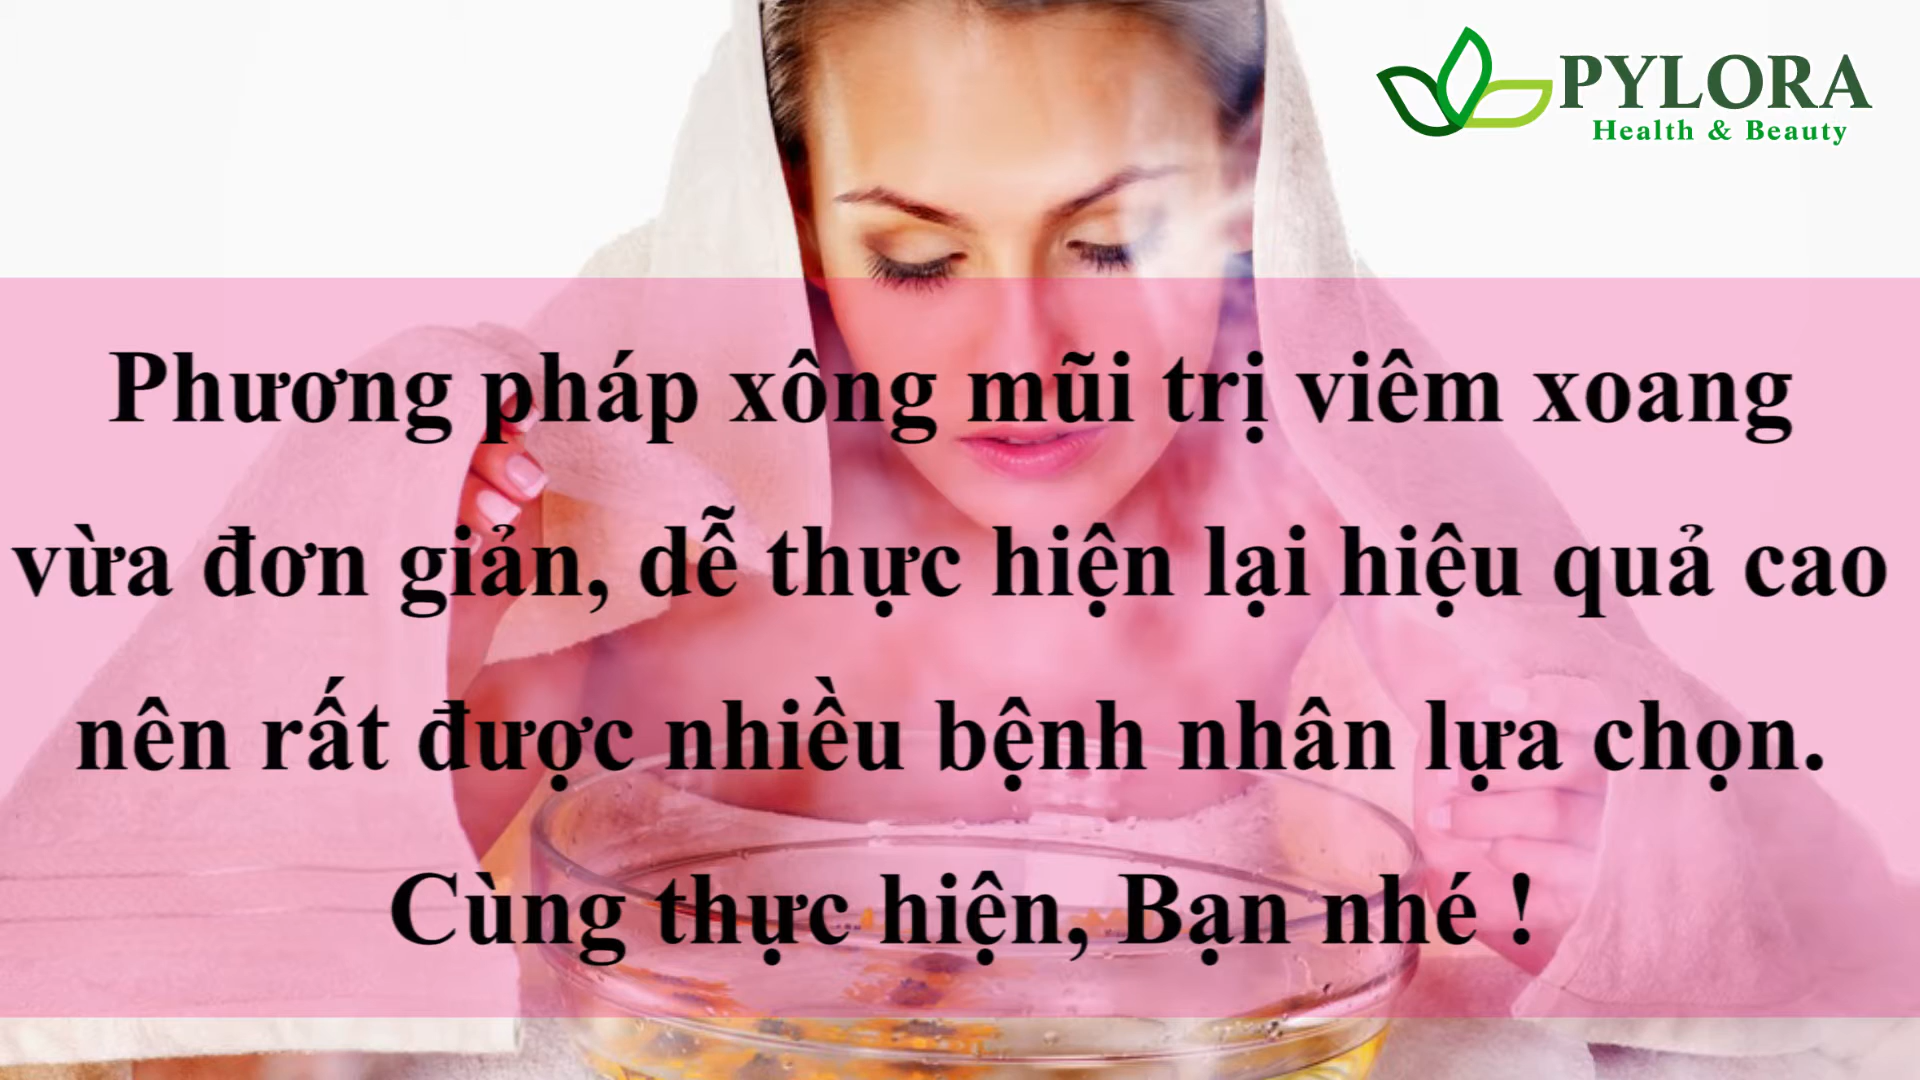 PYLORA
Health & Beauty
Phương pháp xông mũi trị viêm xoang
vừa đơn giản, dễ thực hiện lại hiệu quả cao
nên rất được nhiều bệnh nhân lựa chọn.
Cùng thực hiện, Bạn nhé !